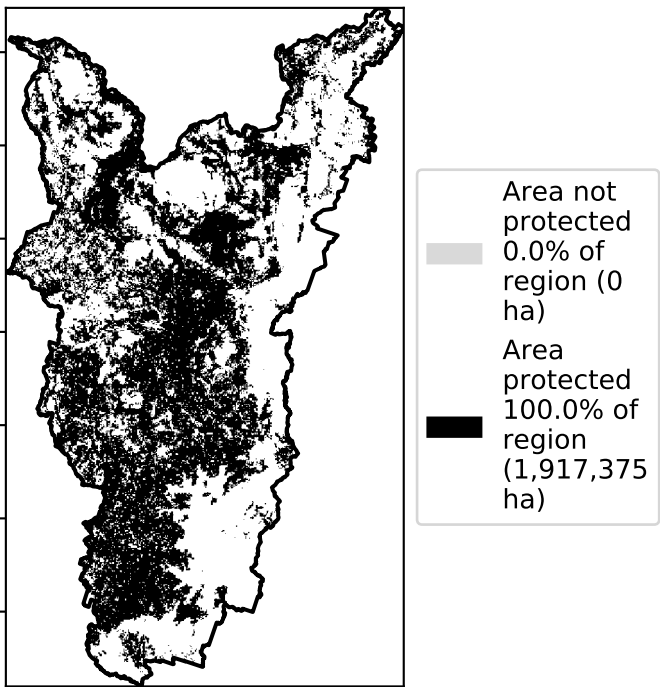 Area not
protected
0.0% of
region (0
ha)
Area
protected
100.0% of
region
(1,917,375
ha)